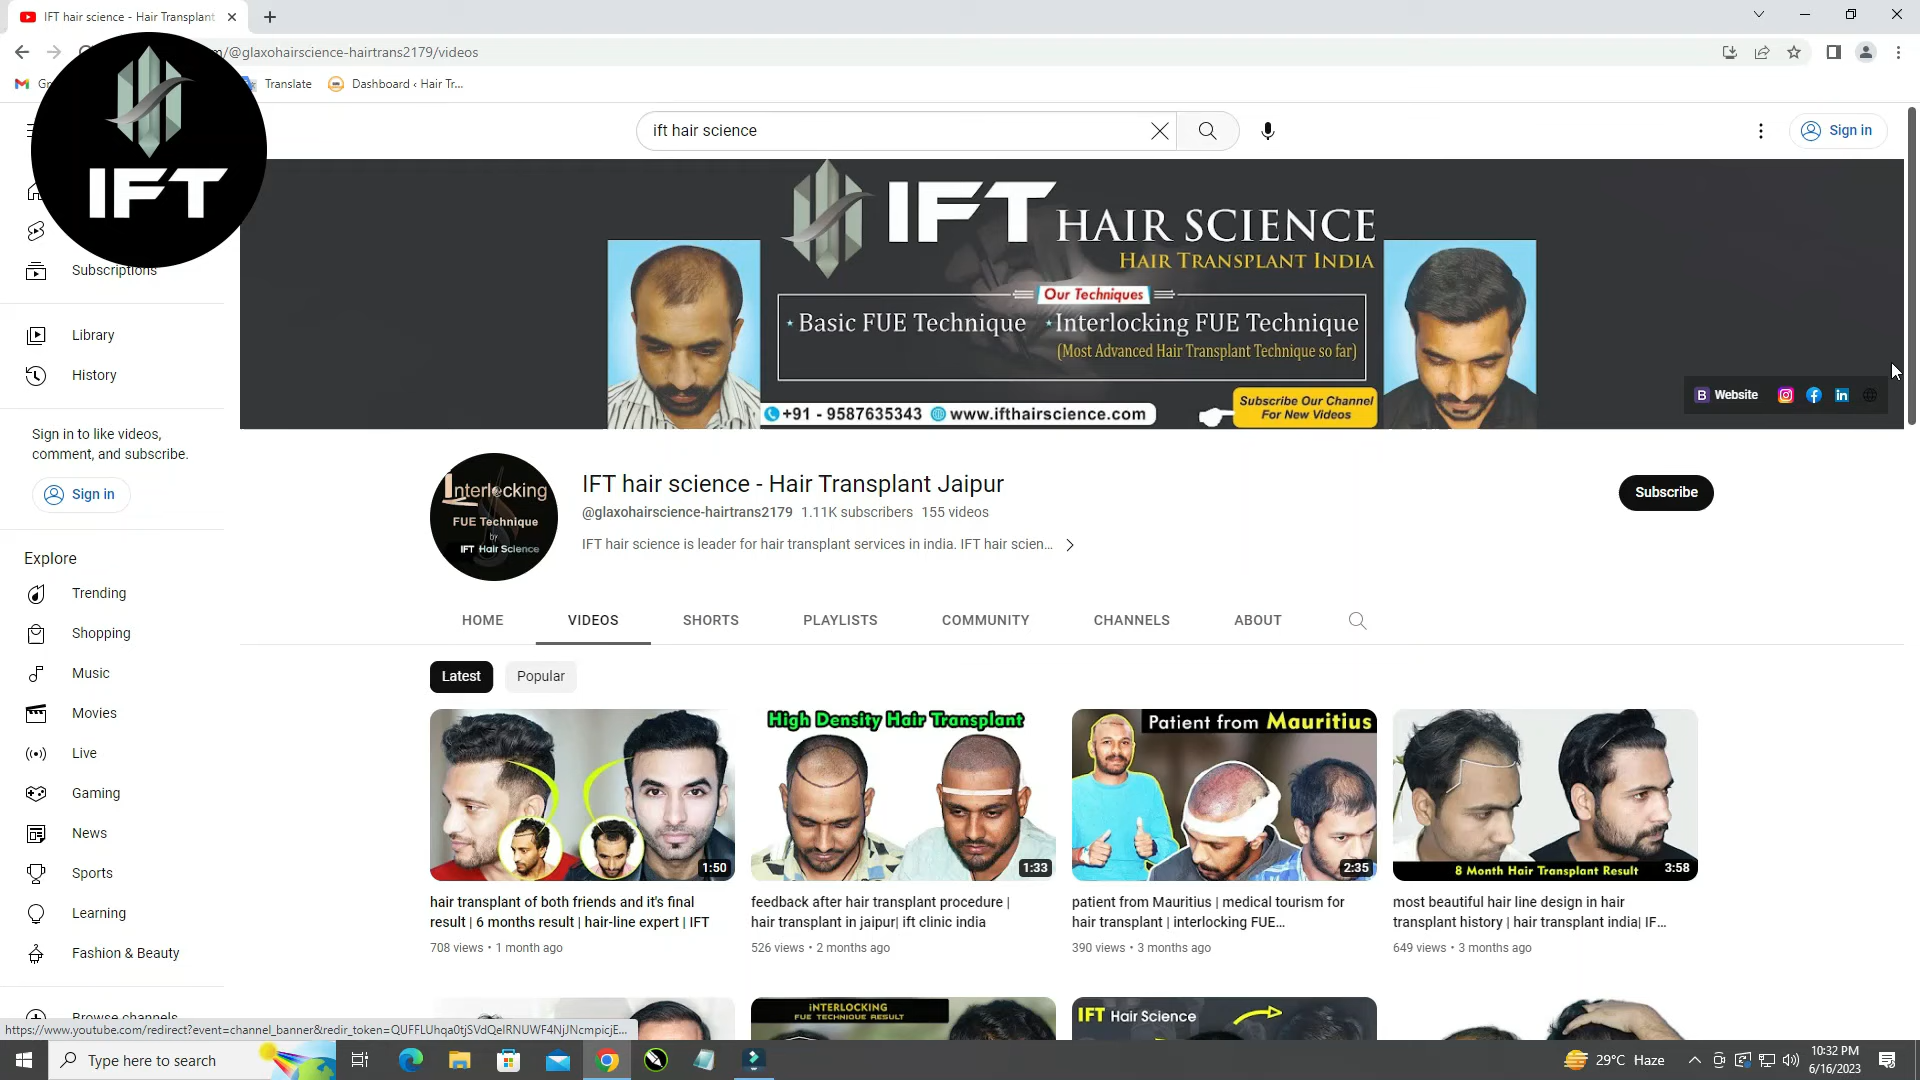 IFT hair science - Hair Transplant
/@glaxohairscience-hairtrans2179/videos
Translate
Dashboard ‹ Hair Tr...
IFT
ift hair science
Sign in
Subscriptions
Library
History
Sign in to like videos,
comment, and subscribe.
Sign in
Explore
Trending
Shopping
Music
Movies
Live
Gaming
News
Sports
Learning
Fashion & Beauty
Browse channels
IFT HAIR SCIENCE
HAIR TRANSPLANT INDIA
Our Techniques
Basic FUE Technique Interlocking FUE Technique
(Most Advanced Hair Transplant Technique so far)
+91 - 9587635343 www.ifthairscience.com
Subscribe Our Channel
For New Videos
Website
Interlocking
FUE Technique
by
IFT Hair Science
IFT hair science - Hair Transplant Jaipur
@glaxohairscience-hairtrans2179 1.11K subscribers 155 videos
IFT hair science is leader for hair transplant services in india. IFT hair scien...
Subscribe
HOME VIDEOS SHORTS PLAYLISTS COMMUNITY CHANNELS ABOUT
Latest Popular
1:50
hair transplant of both friends and it's final
result | 6 months result | hair-line expert | IFT
708 views • 1 month ago
High Density Hair Transplant
1:33
feedback after hair transplant procedure |
hair transplant in jaipur| ift clinic india
526 views • 2 months ago
Patient from Mauritius
2:35
patient from Mauritius | medical tourism for
hair transplant | interlocking FUE...
390 views • 3 months ago
8 Month Hair Transplant Result
3:58
most beautiful hair line design in hair
transplant history | hair transplant india| IF...
649 views • 3 months ago
INTERLOCKING
FUE TECHNIQUE RESULT
IFT Hair Science
Type here to search
29°C Haze
10:32 PM
6/16/2023